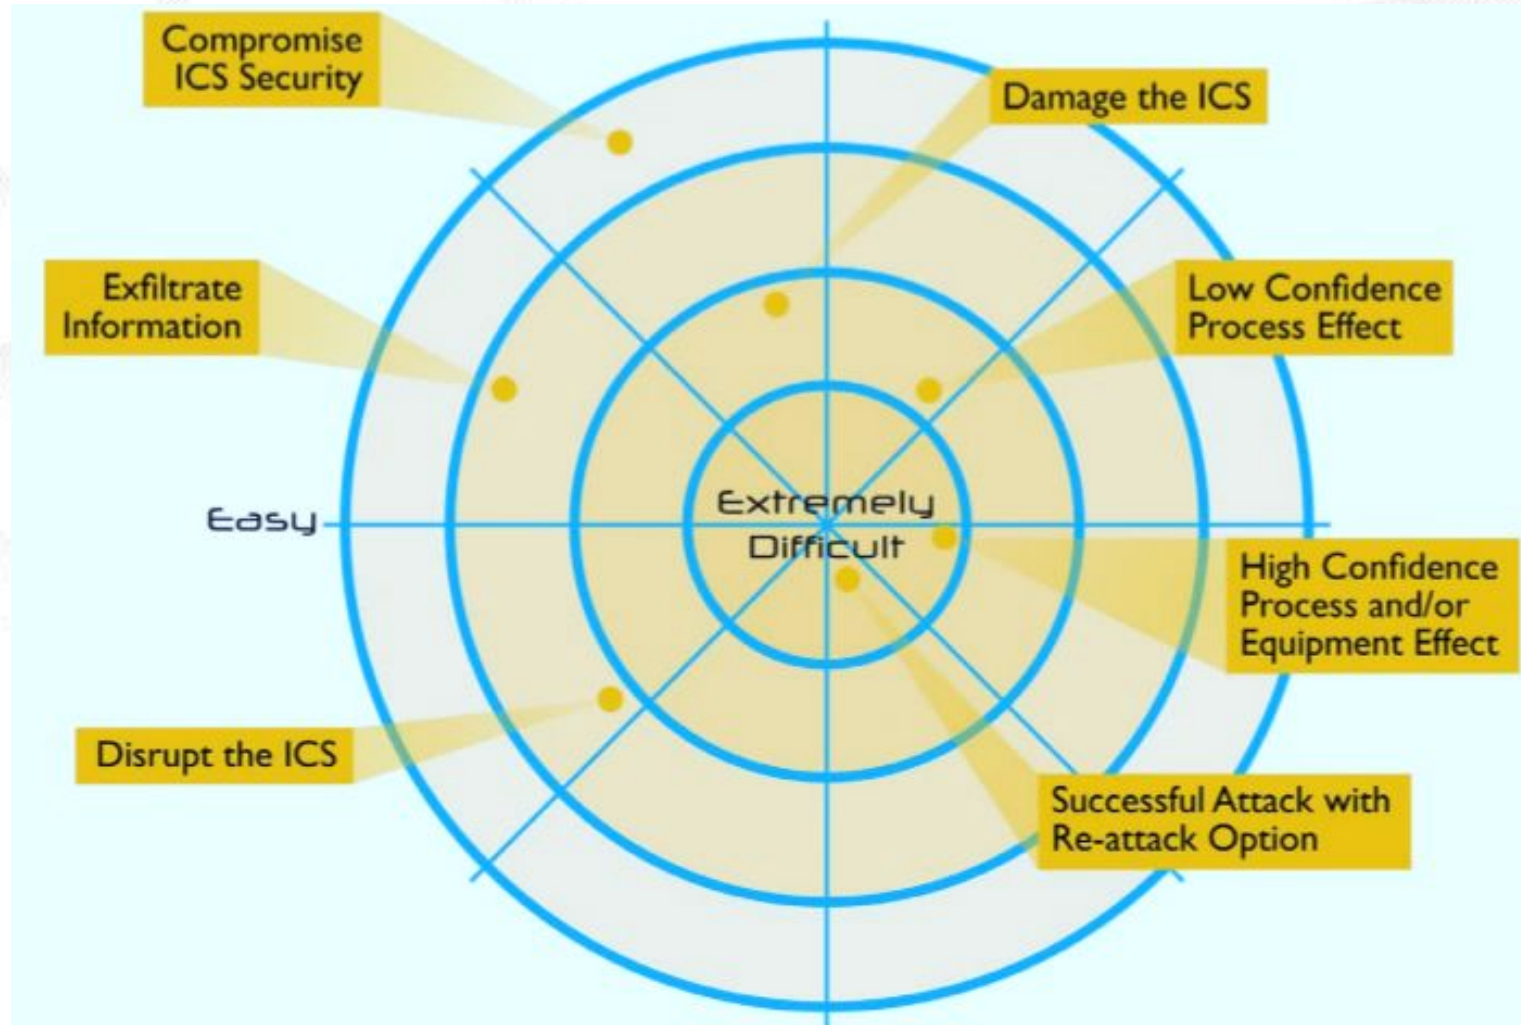 Compromise
ICS Security
Damage the ICS
Exfiltrate
Information
Low Confidence
Process Effect
Easy
Extremely
Difficult
High Confidence
Process and/or
Equipment Effect
Disrupt the ICS
Successful Attack with
Re-attack Option